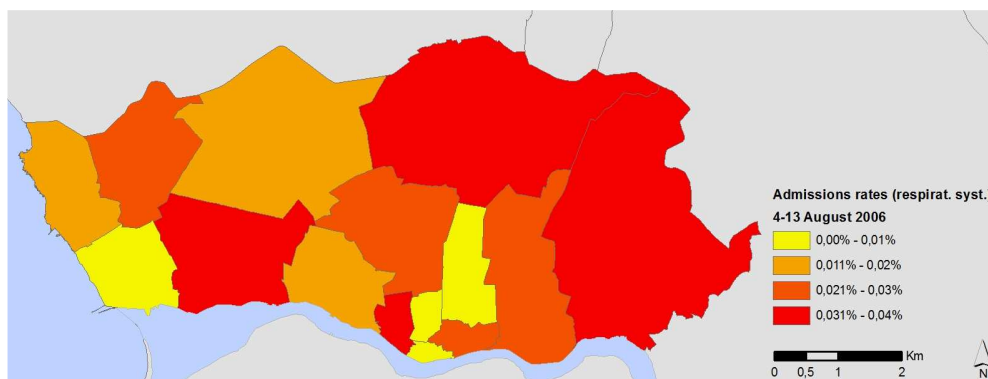 Admissions rates (respirat. syst.)
4-13 August 2006
0,00% - 0,01%
0,011% - 0,02%
0,021% - 0,03%
0,031% - 0,04%
Km
0 0,5 1 2
N